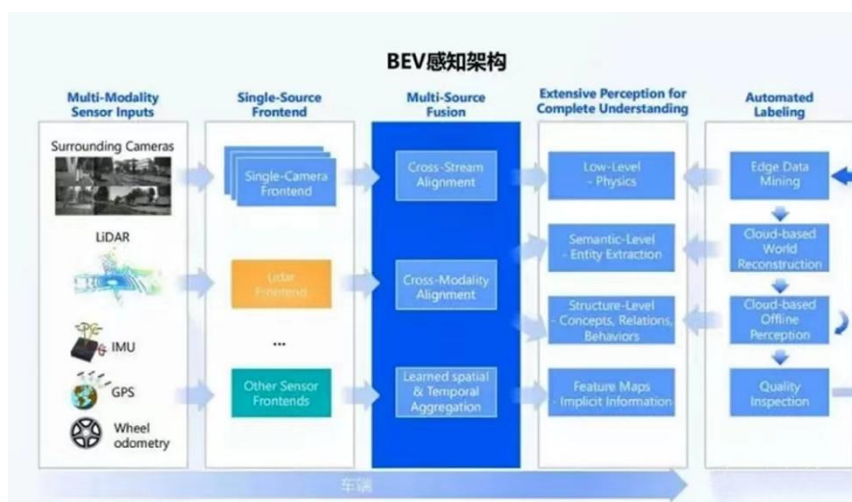 BEV感知架构
Multi-Modality
Sensor Inputs
Surrounding Cameras
LiDAR
IMU
GPS
Wheel
odometry
Single-Source
Frontend
Single-Camera
Frontend
Lidar
Frontend
...
Other Sensor
Frontends
Multi-Source
Fusion
Cross-Stream
Alignment
Cross-Modality
Alignment
Learned spatial
& Temporal
Aggregation
Extensive Perception for
Complete Understanding
Low-Level
- Physics
Semantic-Level
- Entity Extraction
Structure-Level
- Concepts, Relations,
Behaviors
Feature Maps
- Implicit Information
Automated
Labeling
Edge Data
Mining
Cloud-based
World
Reconstruction
Cloud-based
Offline
Perception
Quality
Inspection
车端